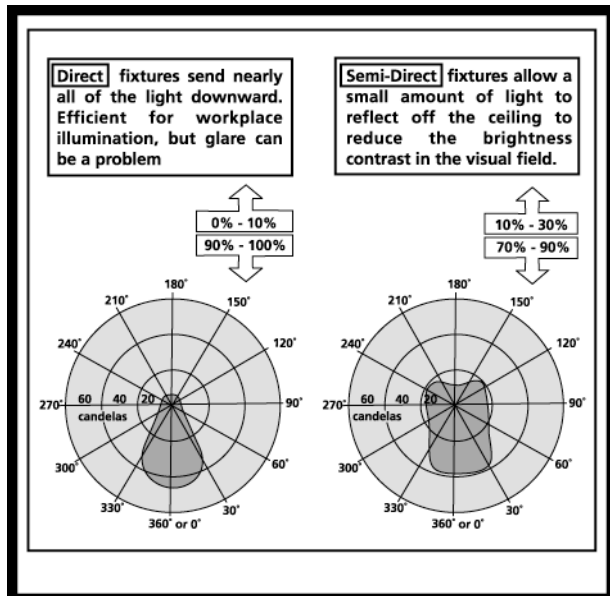 Direct fixtures send nearly
all of the light downward.
Efficient for workplace
illumination, but glare can
be a problem
Semi-Direct fixtures allow a
small amount of light to
reflect off the ceiling to
reduce the brightness
contrast in the visual field.
0% - 10%
90% - 100%
10% - 30%
70% - 90%
180°
210°
150°
240°
120°
270°
60 40 20
90°
candelas
300°
60°
330°
30°
360° or 0°
180°
210°
150°
240°
120°
270°
60 40 20
90°
candelas
300°
60°
330°
30°
360° or 0°